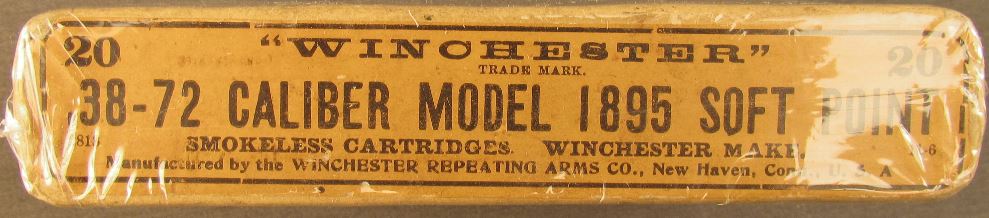 20 "WINCHESTER" 20
TRADE MARK.
.38-72 CALIBER MODEL 1895 SOFT POINT
SMOKELESS CARTRIDGES. WINCHESTER MAKE.
Manufactured by the WINCHESTER REPEATING ARMS CO., New Haven, Conn., U. S. A